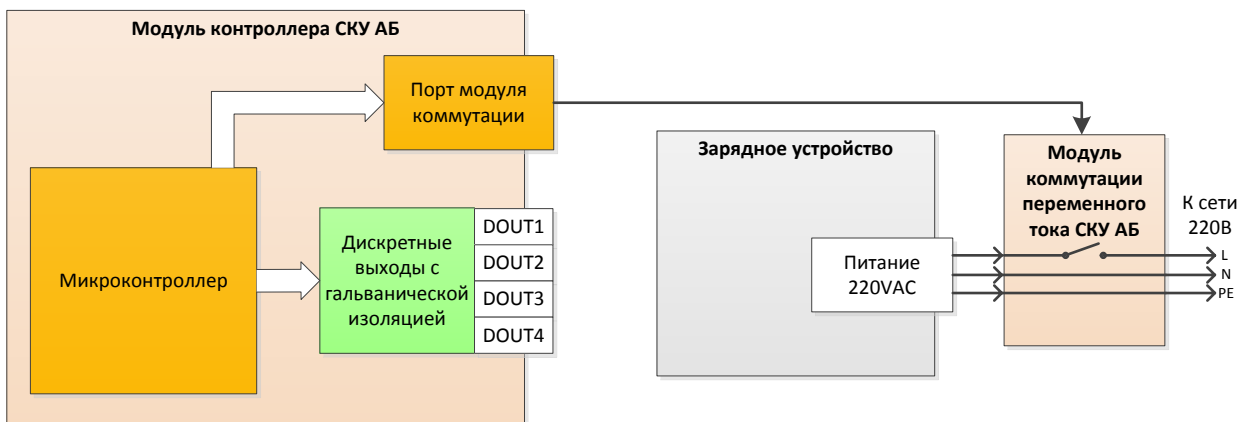 Модуль контроллера СКУ АБ
Порт модуля
коммутации
Микроконтроллер
Дискретные
выходы с
гальванической
изоляцией
DOUT1
DOUT2
DOUT3
DOUT4
Зарядное устройство
Питание
220VAC
Модуль
коммутации
переменного
тока СКУ АБ
К сети
220В
L
N
PE